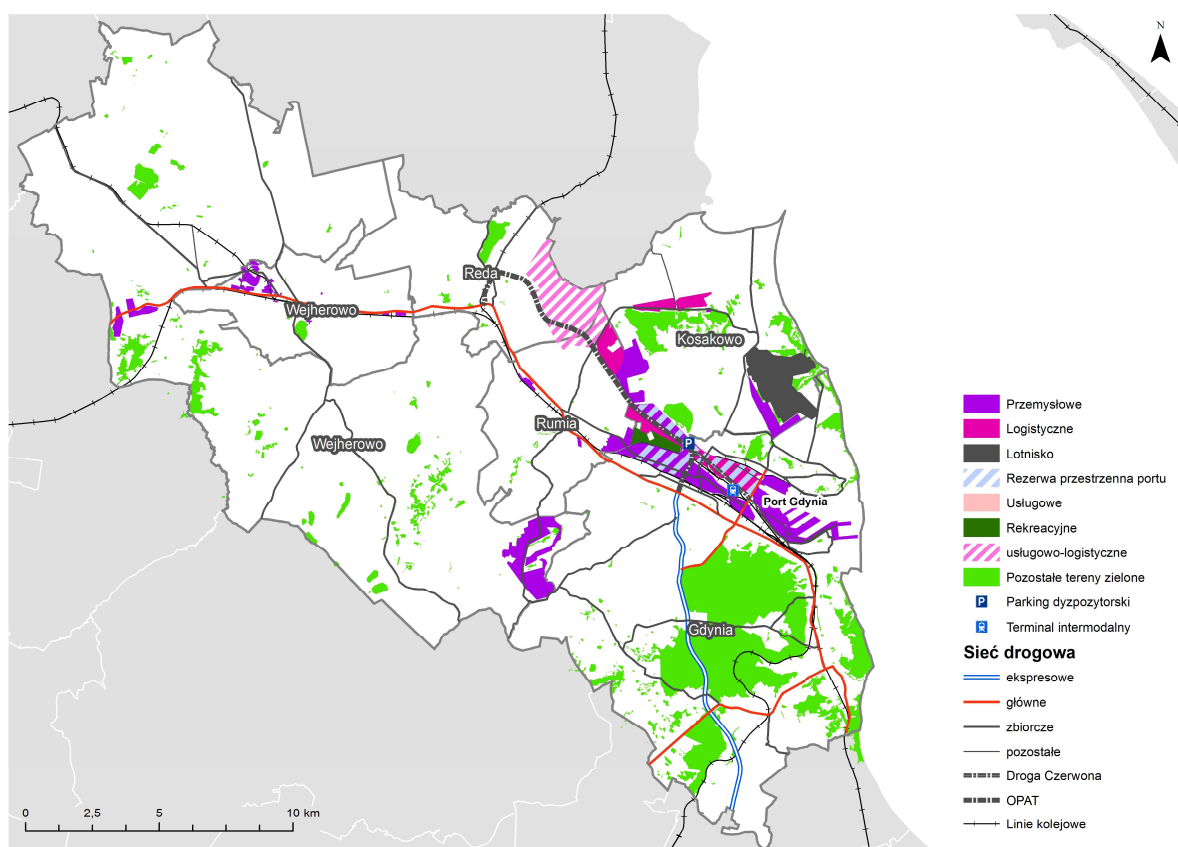 N
Reda
Wejherowo
Kosakowo
Rumia
Wejherowo
P
Port Gdynia
Gdynia
Przemysłowe
Logistyczne
Lotnisko
Rezerwa przestrzenna portu
Usługowe
Rekreacyjne
usługowo-logistyczne
Pozostałe tereny zielone
P Parking dyzpozytorski
Terminal intermodalny
Sieć drogowa
ekspresowe
główne
zbiorcze
pozostałe
Droga Czerwona
OPAT
Linie kolejowe
0 2,5 5 10 km